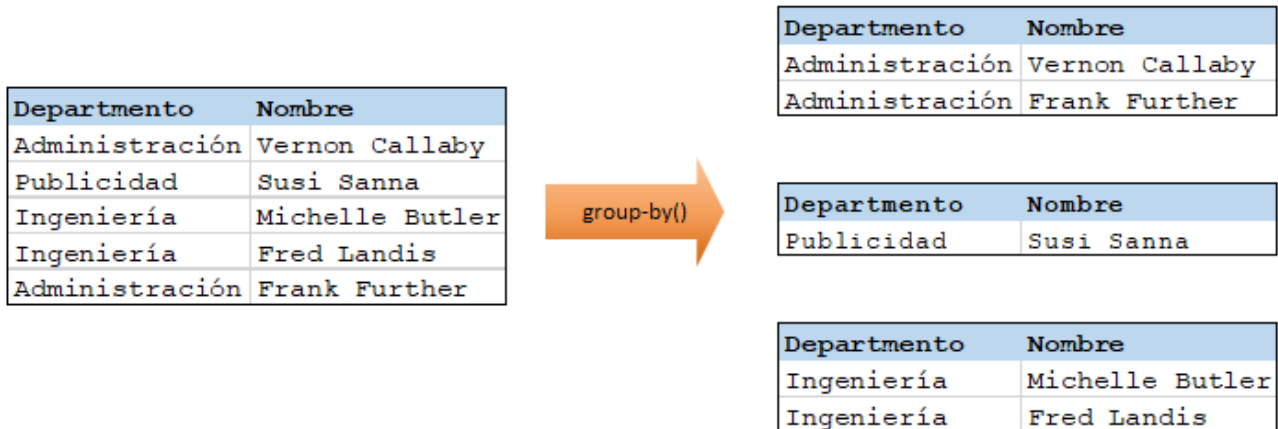 Departmento Nombre
Administración Vernon Callaby
Publicidad Susi Sanna
Ingeniería Michelle Butler
Ingeniería Fred Landis
Administración Frank Further
group-by()
Departmento Nombre
Administración Vernon Callaby
Administración Frank Further
Departmento Nombre
Publicidad Susi Sanna
Departmento Nombre
Ingeniería Michelle Butler
Ingeniería Fred Landis